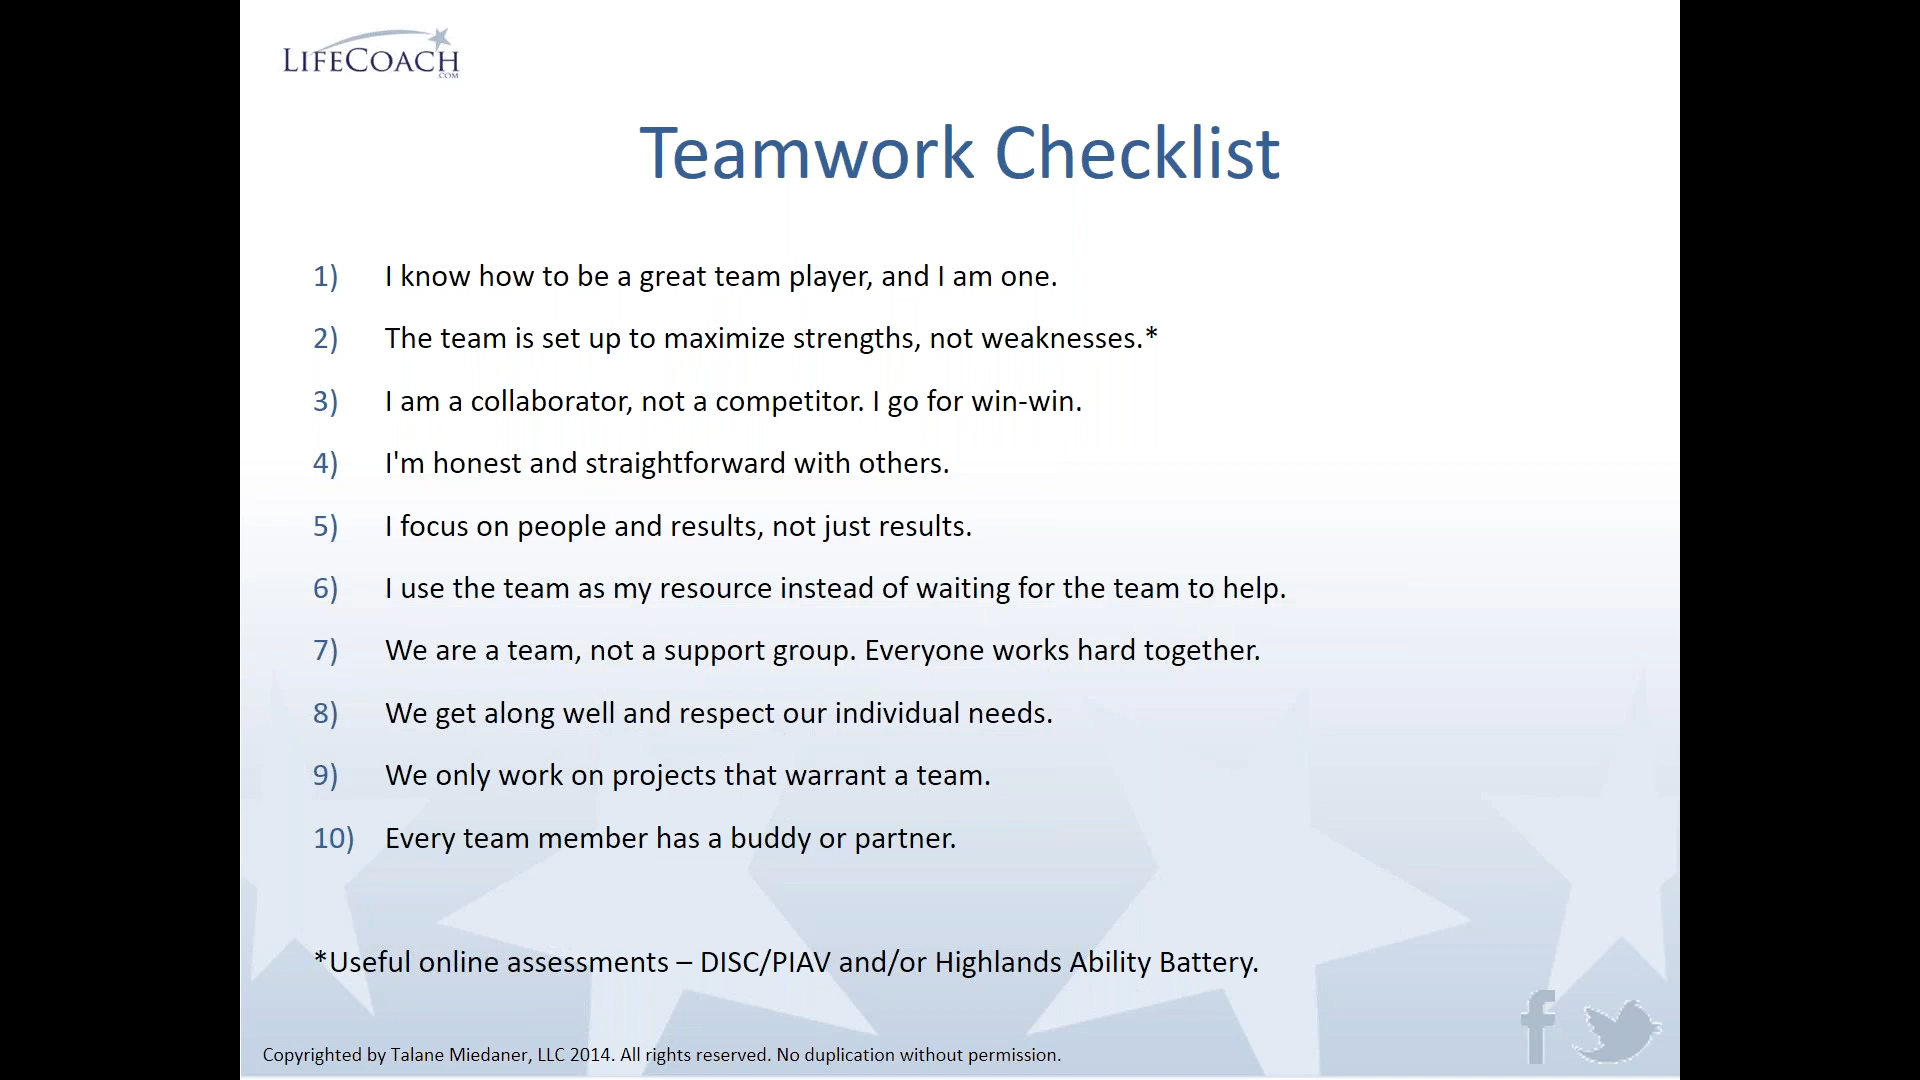 LIFECOACH
.COM
Teamwork Checklist
1) I know how to be a great team player, and I am one.
2) The team is set up to maximize strengths, not weaknesses.*
3) I am a collaborator, not a competitor. I go for win-win.
4) I'm honest and straightforward with others.
5) I focus on people and results, not just results.
6) I use the team as my resource instead of waiting for the team to help.
7) We are a team, not a support group. Everyone works hard together.
8) We get along well and respect our individual needs.
9) We only work on projects that warrant a team.
10) Every team member has a buddy or partner.
*Useful online assessments – DISC/PIAV and/or Highlands Ability Battery.
Copyrighted by Talane Miedaner, LLC 2014. All rights reserved. No duplication without permission.